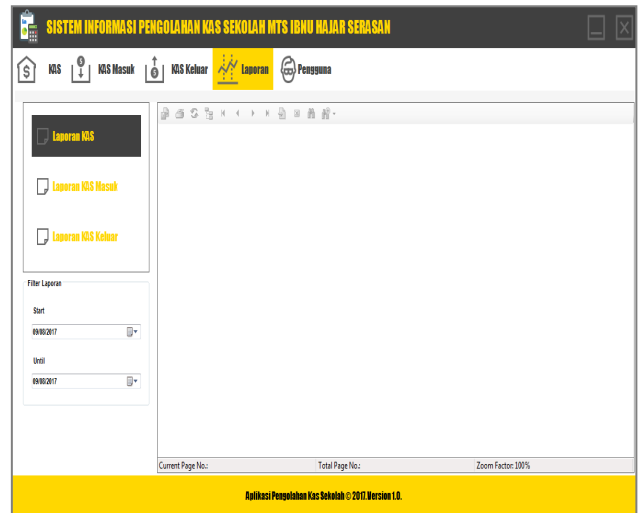 SISTEM INFORMASI PENGOLAHAN KAS SEKOLAH MTS IBNU HAJAR SERASAN
KAS KAS Masuk KAS Keluar Laporan Pengguna
Laporan KAS
Laporan KAS Masuk
Laporan KAS Keluar
Filter Laporan
Start
09/08/2017
Until
09/08/2017
Current Page No.: Total Page No.: Zoom Factor: 100%
Aplikasi Pengolahan Kas Sekolah © 2017. Version 1.0.